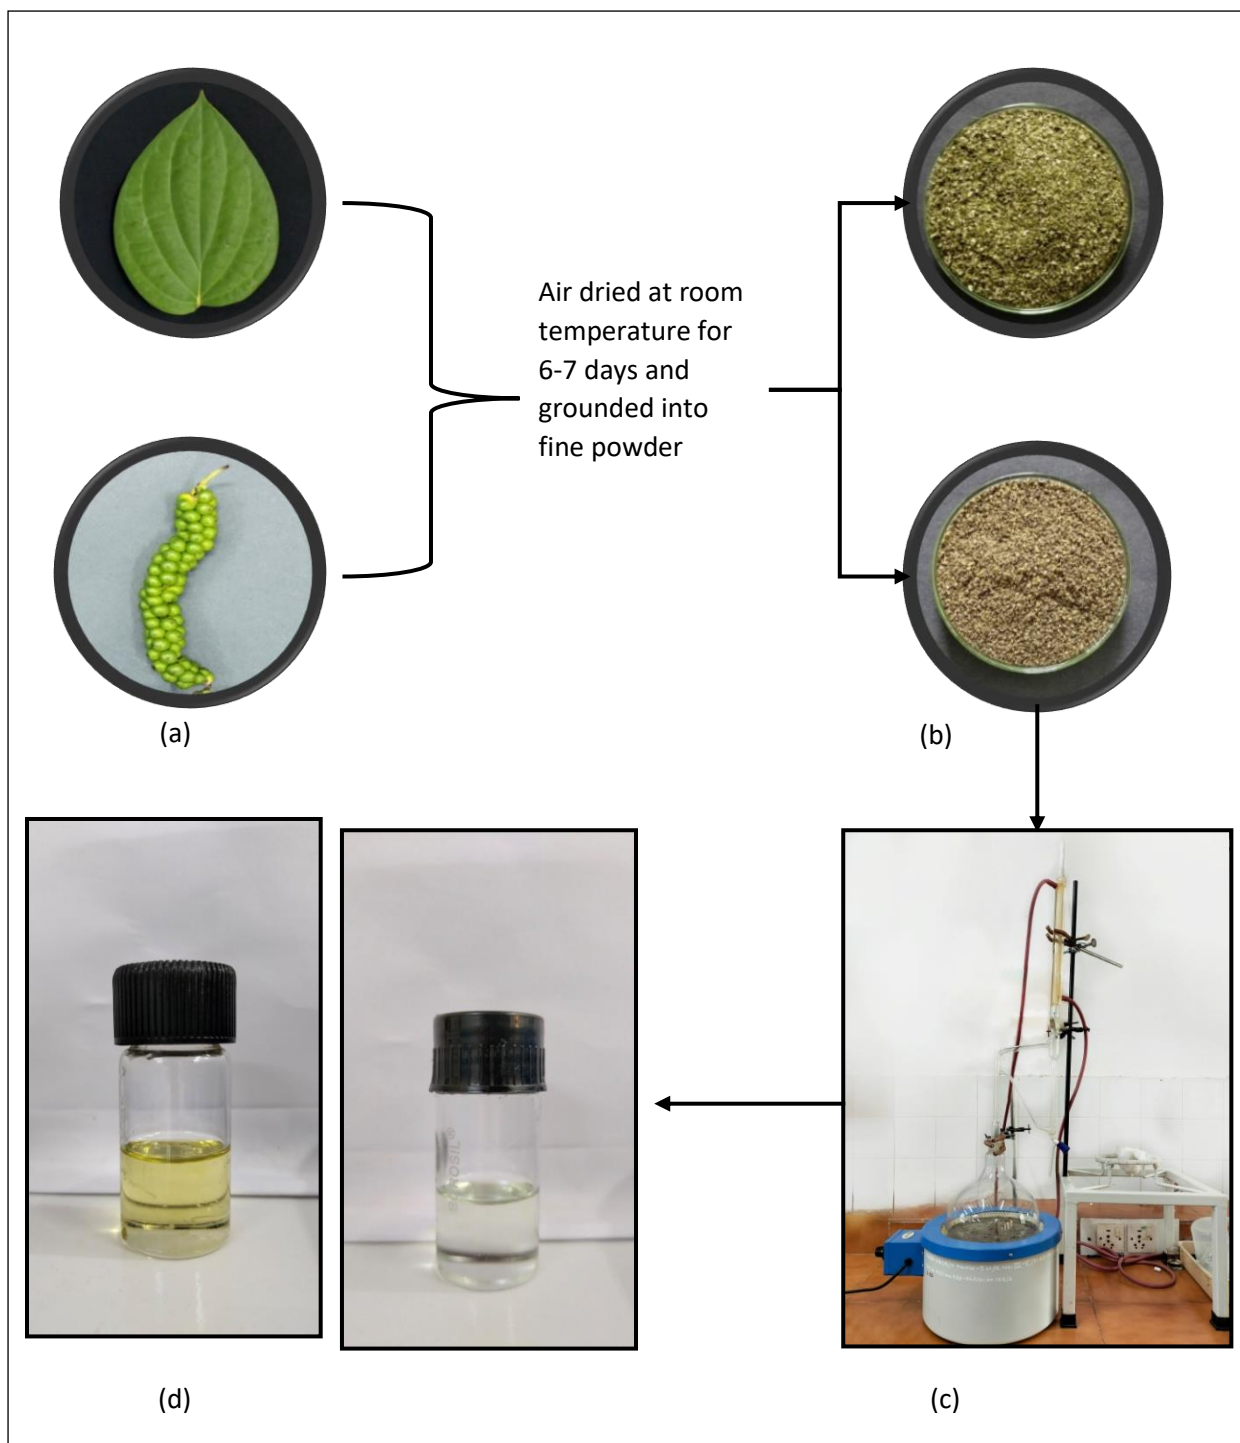 Air dried at room
temperature for
6-7 days and
grounded into
fine powder
(a)
(b)
(d)
(c)